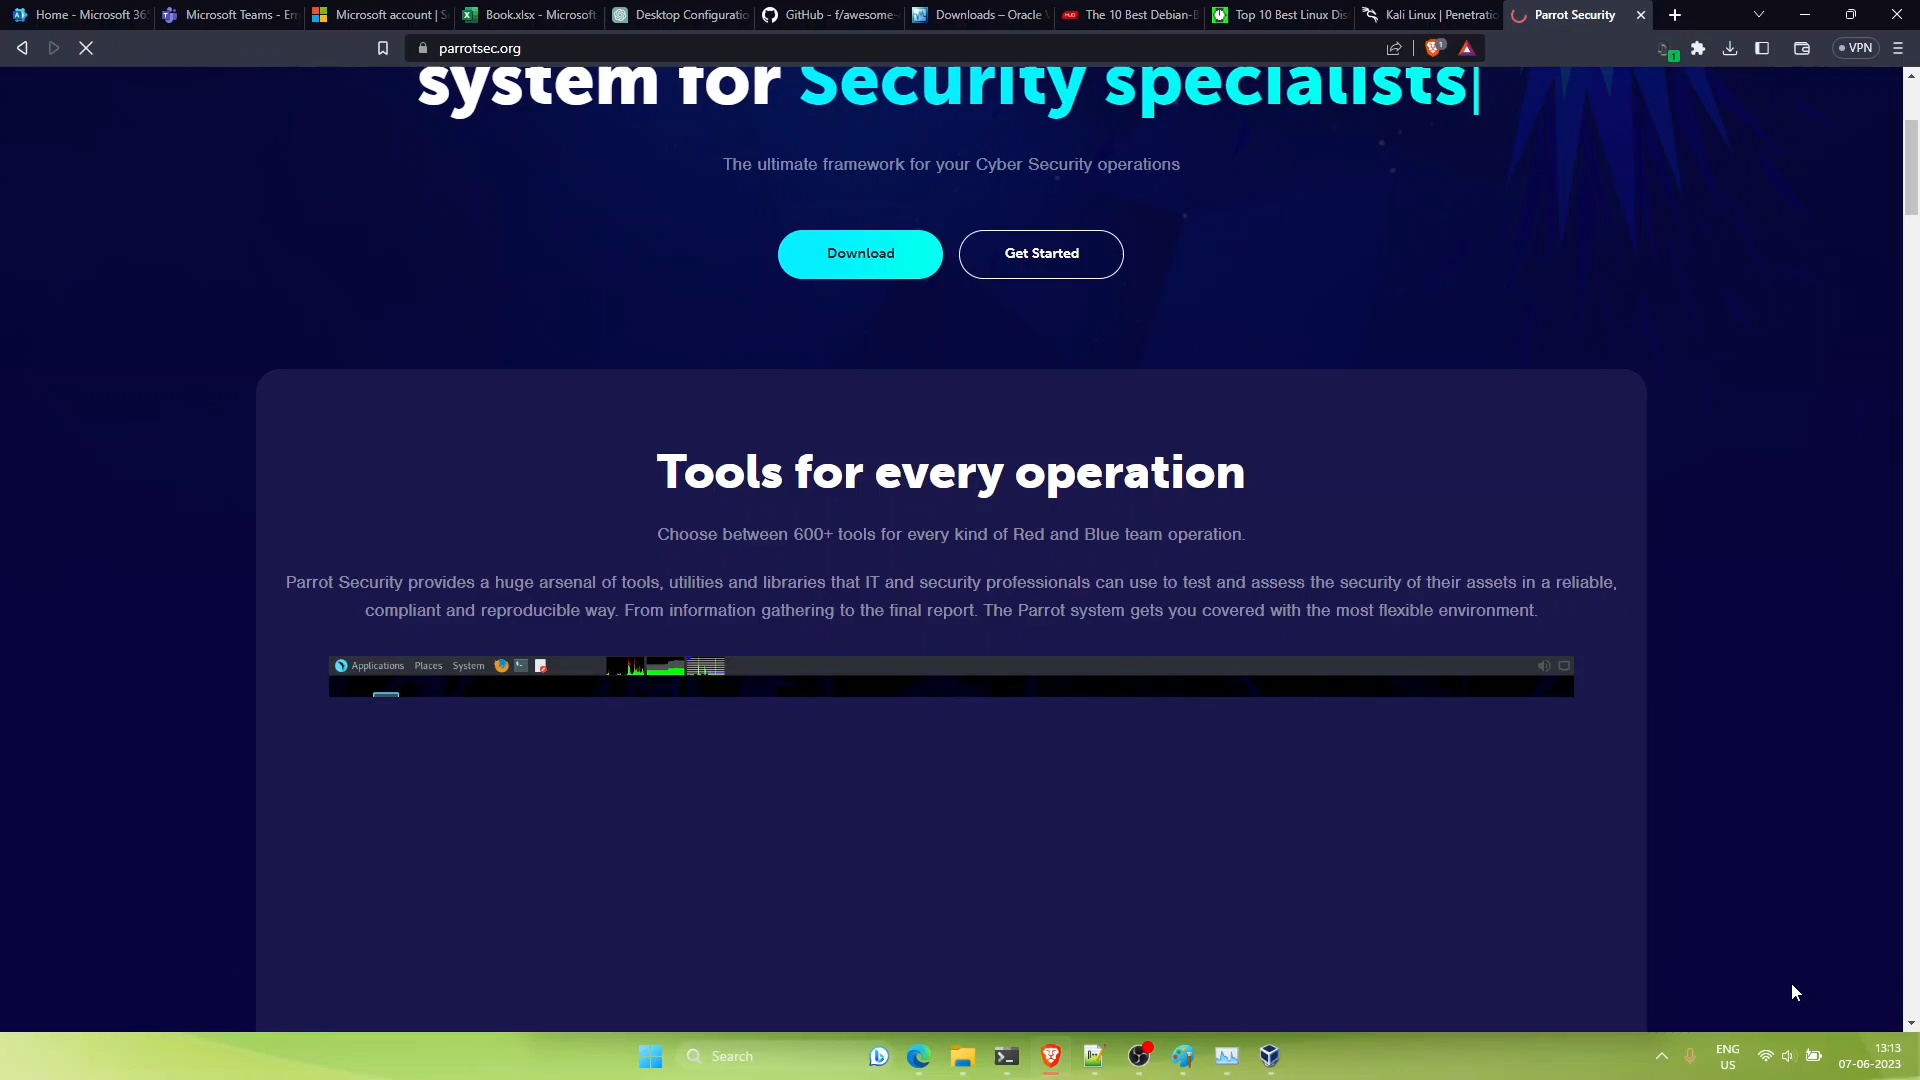 Home - Microsoft 36
Microsoft Teams - Er
Microsoft account | S
Book.xlsx - Microsoft
Desktop Configuratio
GitHub - f/awesome-
Downloads – Oracle V
The 10 Best Debian-B
Top 10 Best Linux Dis
Kali Linux | Penetratio
Parrot Security
parrotsec.org
1
VPN
1
system for Security specialists|
The ultimate framework for your Cyber Security operations
Download
Get Started
Tools for every operation
Choose between 600+ tools for every kind of Red and Blue team operation.
Parrot Security provides a huge arsenal of tools, utilities and libraries that IT and security professionals can use to test and assess the security of their assets in a reliable,
compliant and reproducible way. From information gathering to the final report. The Parrot system gets you covered with the most flexible environment.
Applications Places System
Search
ENG
US
13:13
07-06-2023